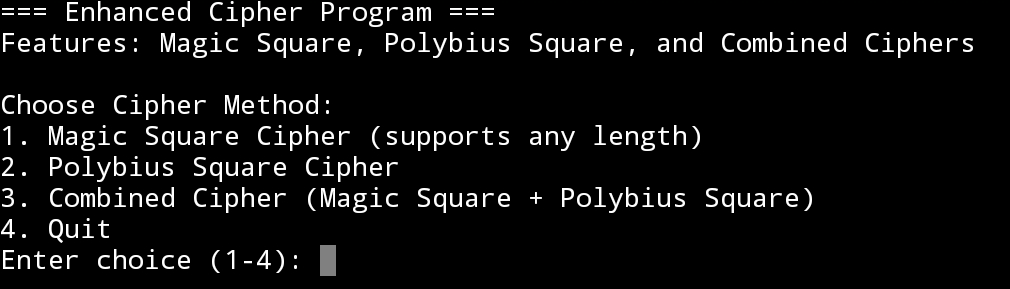 === Enhanced Cipher Program ===
Features: Magic Square, Polybius Square, and Combined Ciphers
Choose Cipher Method:
1. Magic Square Cipher (supports any length)
2. Polybius Square Cipher
3. Combined Cipher (Magic Square + Polybius Square)
4. Quit
Enter choice (1-4):